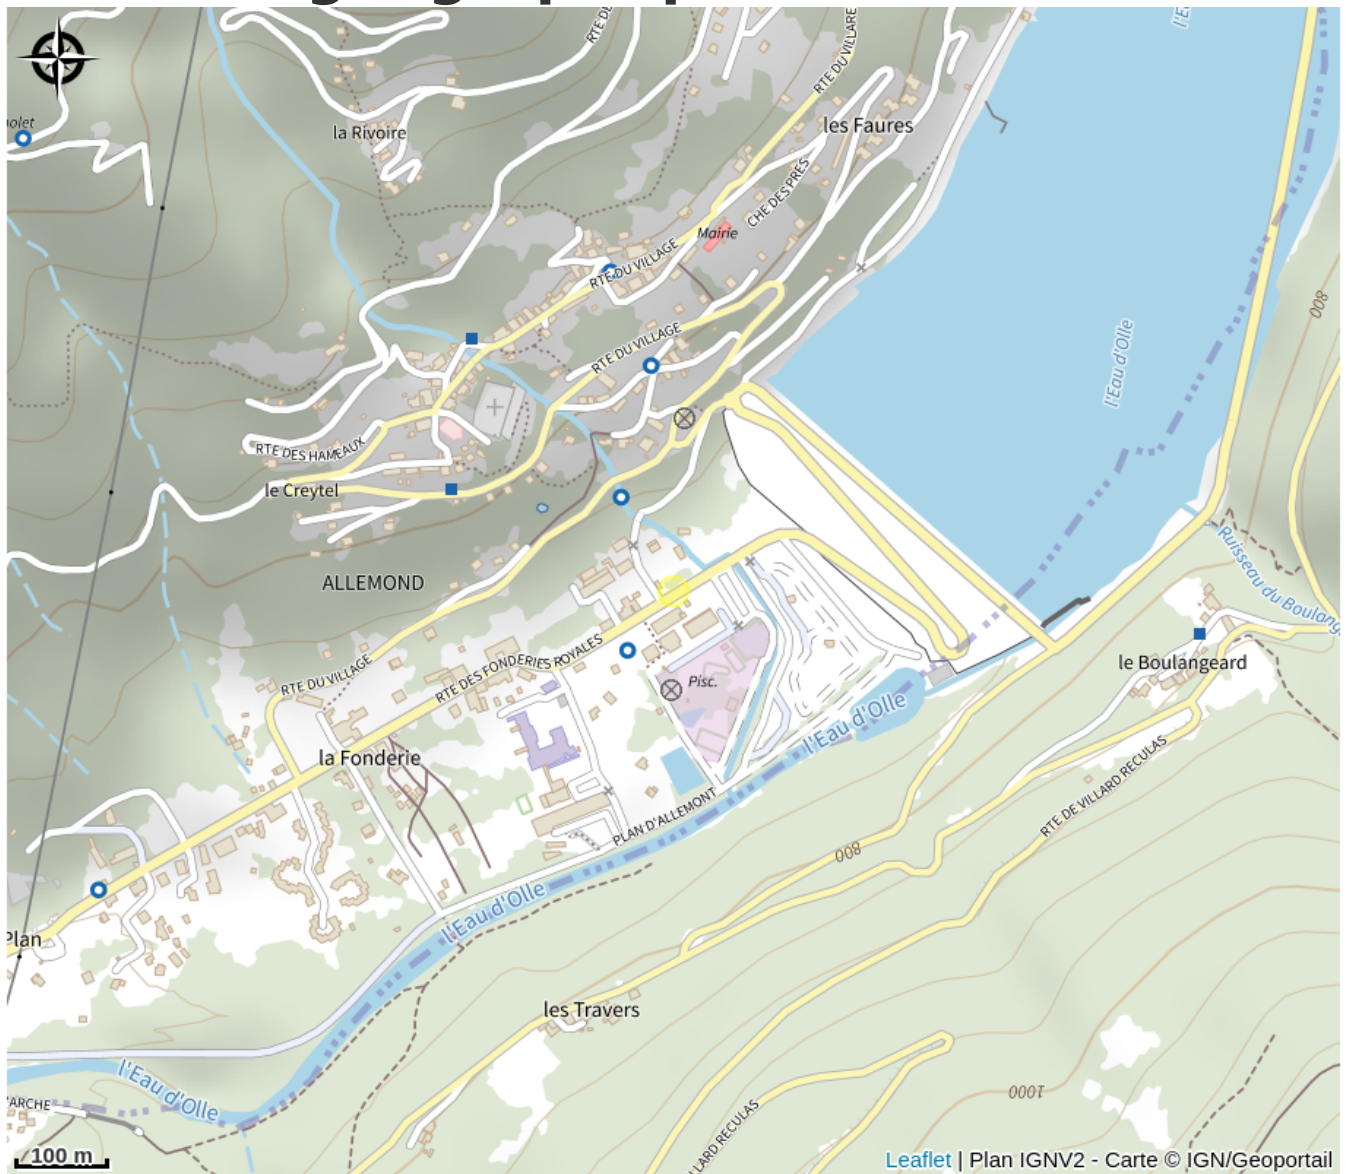 RTE DU VILLARE
l'E
la Rivoire
les Faures
CHE DES PRES
Mairie
RTE DU VILLAGE
800
l'Eau d'Olle
RTE DU VILLAGE
RTE DES HAMEAUX
le Creytel
Ruisseau du Boulang
ALLEMOND
RTE DES FONDERIES ROYALES
le Boulangeard
RTE DU VILLAGE
Pisc.
l'Eau d'Olle
la Fonderie
RTE DE VILLARD RECULAS
PLAN D'ALLEMONT
800
l'Eau d'Olle
Plan
les Travers
l'Eau d'Olle
1000
'ARCHE
LARD RECULAS
100 m
Leaflet | Plan IGNV2 - Carte © IGN/Geoportail